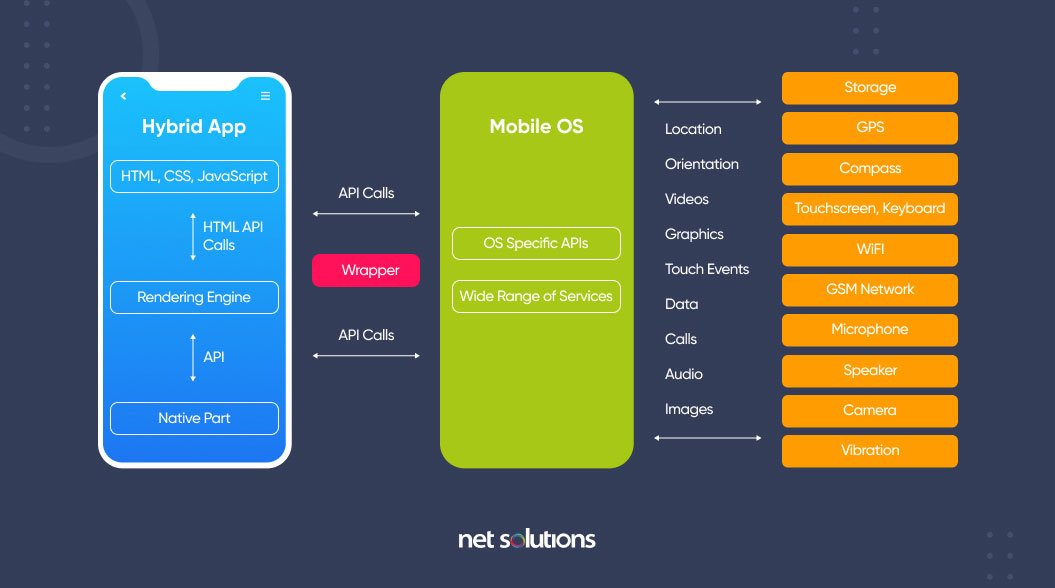 Hybrid App
HTML, CSS, JavaScript
HTML API
Calls
Rendering Engine
API
Native Part
API Calls
Wrapper
API Calls
Mobile OS
OS Specific APIs
Wide Range of Services
Location
Orientation
Videos
Graphics
Touch Events
Data
Calls
Audio
Images
Storage
GPS
Compass
Touchscreen, Keyboard
WiFI
GSM Network
Microphone
Speaker
Camera
Vibration
net solutions